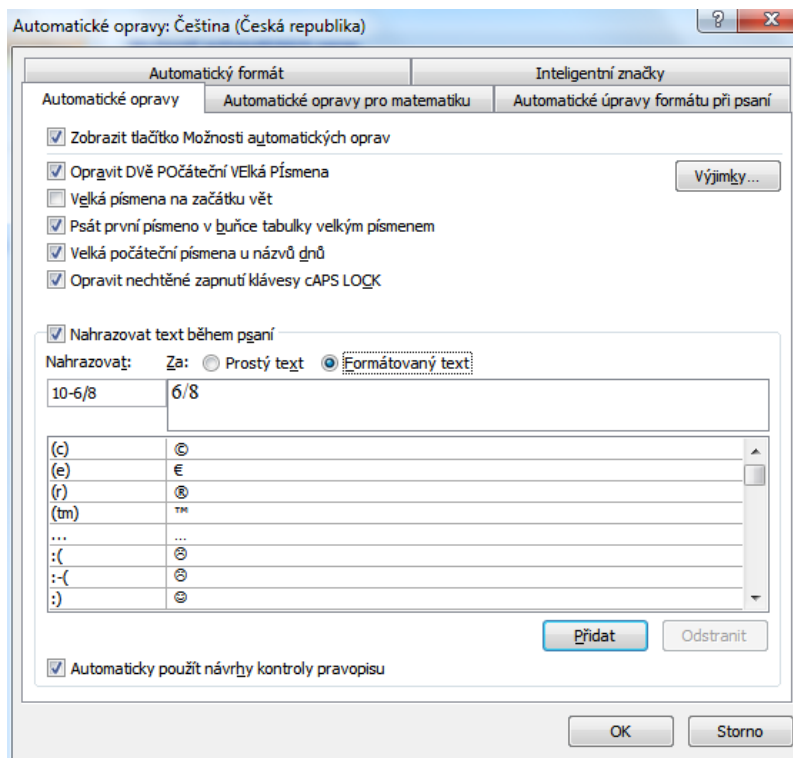 Automatické opravy: Čeština (Česká republika)
Automatický formát Inteligentní značky
Automatické opravy Automatické opravy pro matematiku Automatické úpravy formátu při psaní
Zobrazit tlačítko Možnosti automatických oprav
Opravit DVě POčáteční VElká PÍsmena Výjimky...
Velká písmena na začátku vět
Psát první písmeno v buňce tabulky velkým písmenem
Velká počáteční písmena u názvů dnů
Opravit nechtěné zapnutí klávesy cAPS LOCK
Nahrazovat text během psaní
Nahrazovat: Za: Prostý text Formátovaný text
10-6/8 6/8
(c) ©
(e) €
(r) ®
(tm) ™
... …
:( ☹
:-( ☹
:) ☺
Přidat Odstranit
Automaticky použít návrhy kontroly pravopisu
OK Storno